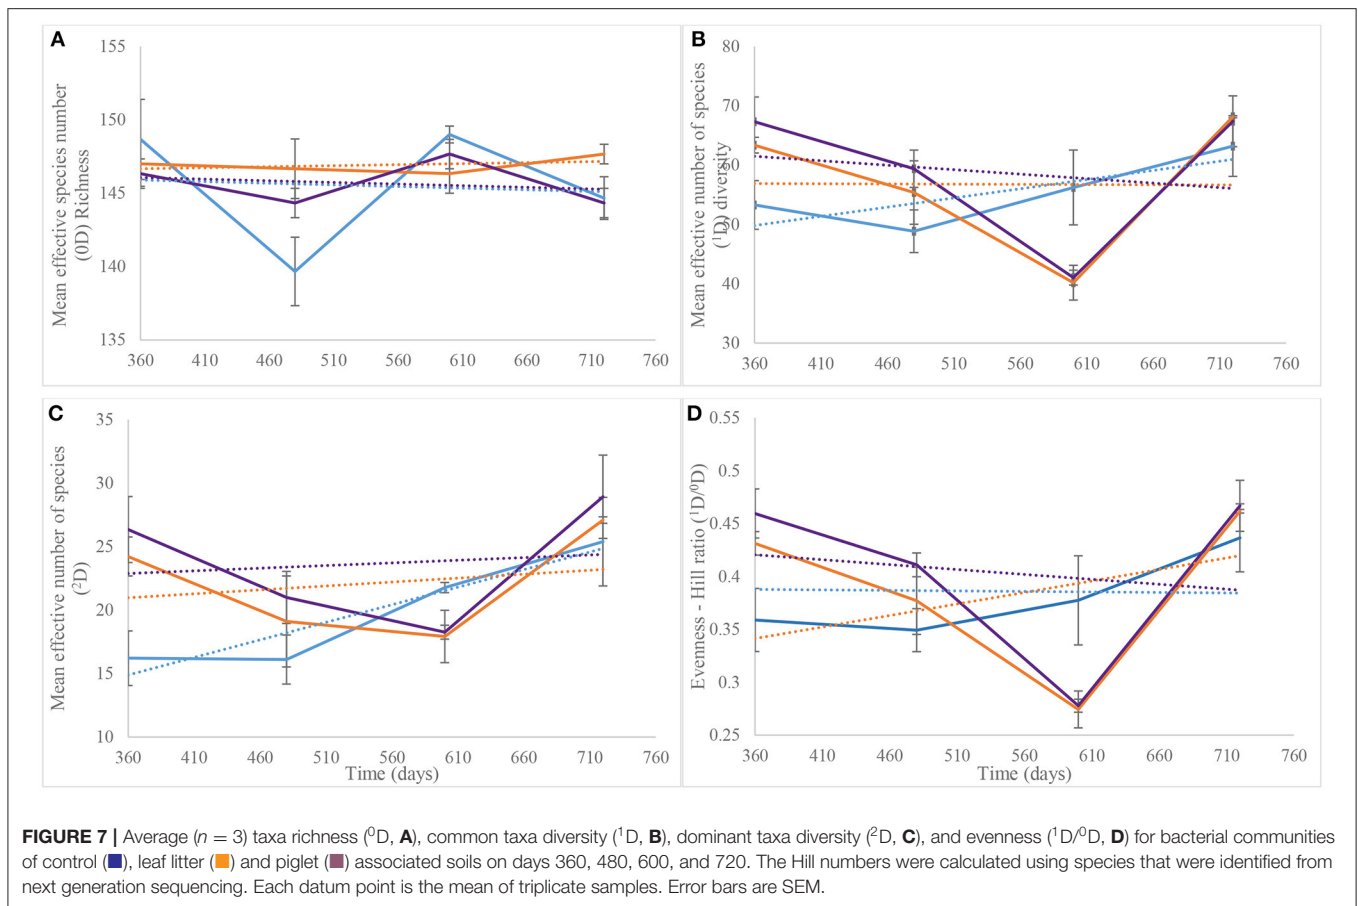 A
Mean effective species number
(0D) Richness
155
150
145
140
135
360 410 460 510 560 610 660 710 760
B
Mean effective number of species
(¹D) diversity
80
70
60
50
40
30
360 410 460 510 560 610 660 710 760
C
Mean effective number of species
(²D)
35
30
25
20
15
10
360 410 460 510 560 610 660 710 760
Time (days)
D
Evenness - Hill ratio (¹D/⁰D)
0.55
0.5
0.45
0.4
0.35
0.3
0.25
360 410 460 510 560 610 660 710 760
Time (days)
FIGURE 7 | Average (n = 3) taxa richness (⁰D, A), common taxa diversity (¹D, B), dominant taxa diversity (²D, C), and evenness (¹D/⁰D, D) for bacterial communities
of control (■), leaf litter (■) and piglet (■) associated soils on days 360, 480, 600, and 720. The Hill numbers were calculated using species that were identified from
next generation sequencing. Each datum point is the mean of triplicate samples. Error bars are SEM.